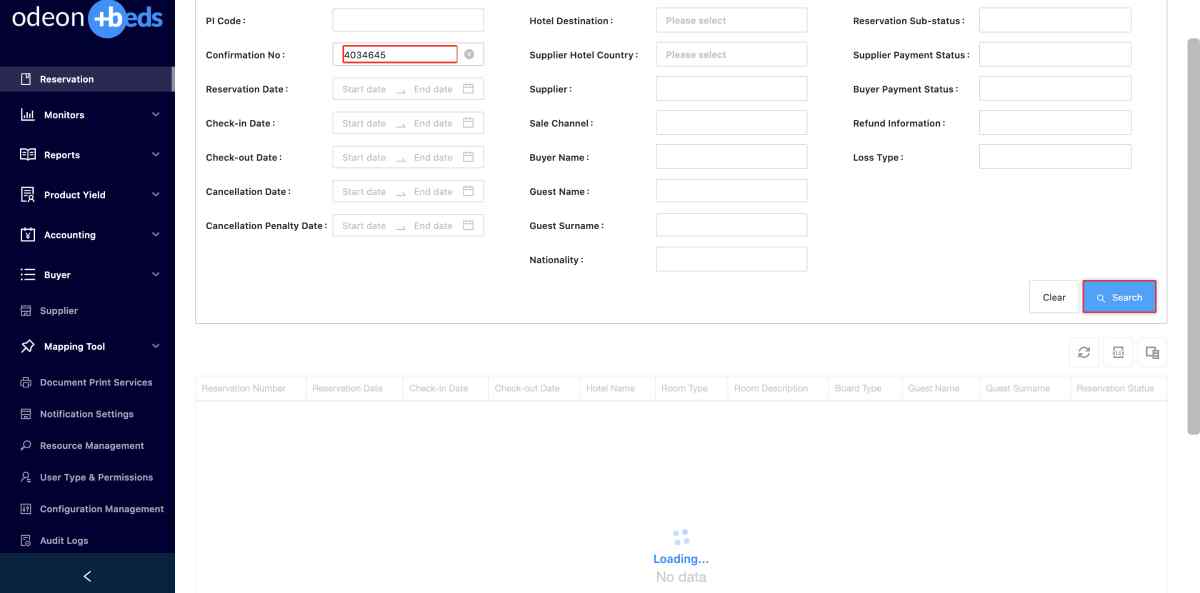 odeon +beds
Reservation
Monitors
Reports
Product Yield
Accounting
Buyer
Supplier
Mapping Tool
Document Print Services
Notification Settings
Resource Management
User Type & Permissions
Configuration Management
Audit Logs
PI Code :
Confirmation No : 4034645
Reservation Date : Start date → End date
Check-in Date : Start date → End date
Check-out Date : Start date → End date
Cancellation Date : Start date → End date
Cancellation Penalty Date : Start date → End date
Hotel Destination : Please select
Supplier Hotel Country : Please select
Supplier :
Sale Channel :
Buyer Name :
Guest Name :
Guest Surname :
Nationality :
Reservation Sub-status :
Supplier Payment Status :
Buyer Payment Status :
Refund Information :
Loss Type :
Clear Search
Reservation Number Reservation Date Check-in Date Check-out Date Hotel Name Room Type Room Description Board Type Guest Name Guest Surname Reservation Status
Loading...
No data